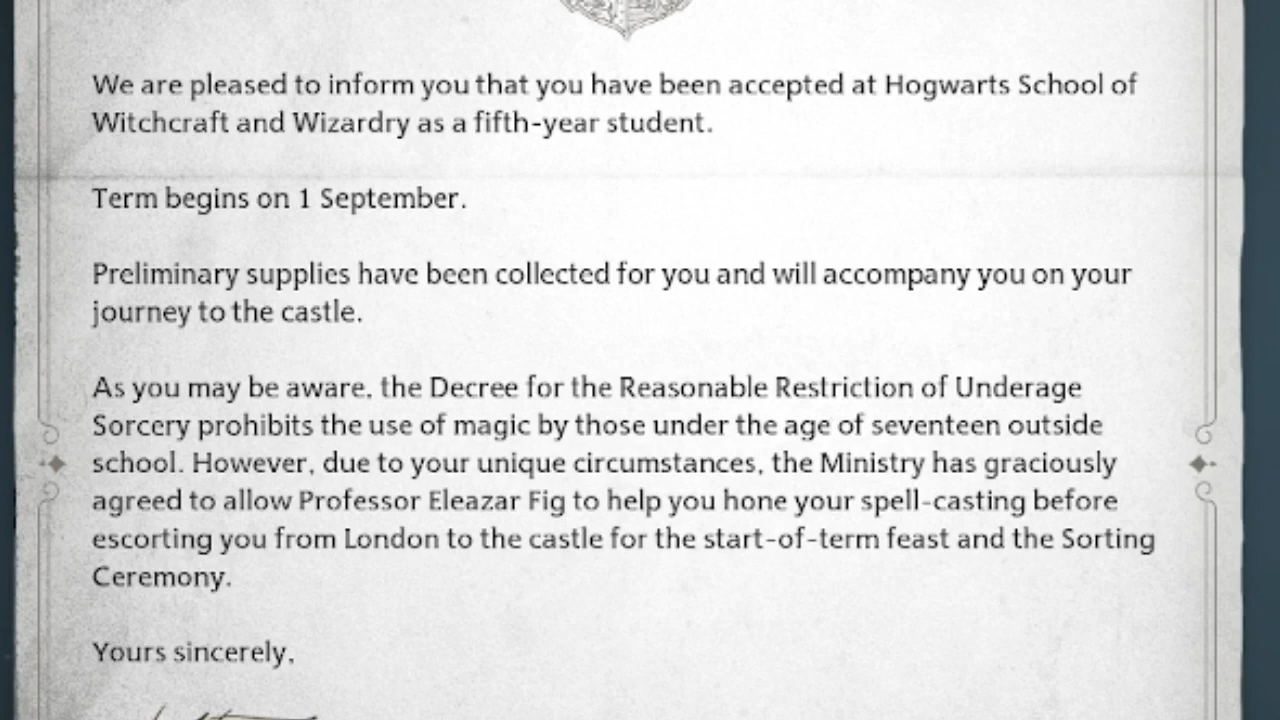 We are pleased to inform you that you have been accepted at Hogwarts School of
Witchcraft and Wizardry as a fifth-year student.
Term begins on 1 September.
Preliminary supplies have been collected for you and will accompany you on your
journey to the castle.
As you may be aware, the Decree for the Reasonable Restriction of Underage
Sorcery prohibits the use of magic by those under the age of seventeen outside
school. However, due to your unique circumstances, the Ministry has graciously
agreed to allow Professor Eleazar Fig to help you hone your spell-casting before
escorting you from London to the castle for the start-of-term feast and the Sorting
Ceremony.
Yours sincerely,